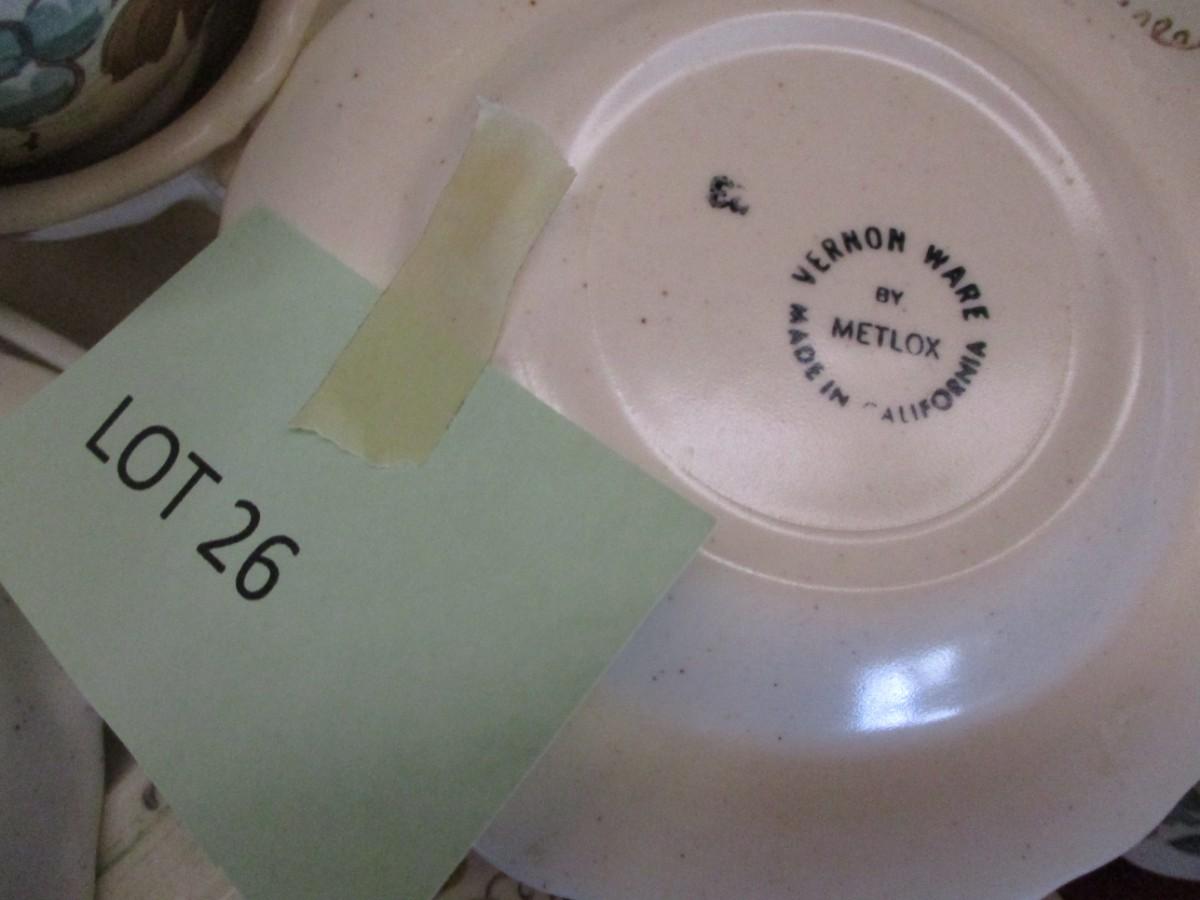 VERNON WARE
BY
METLOX
MADE IN CALIFORNIA
LOT 26